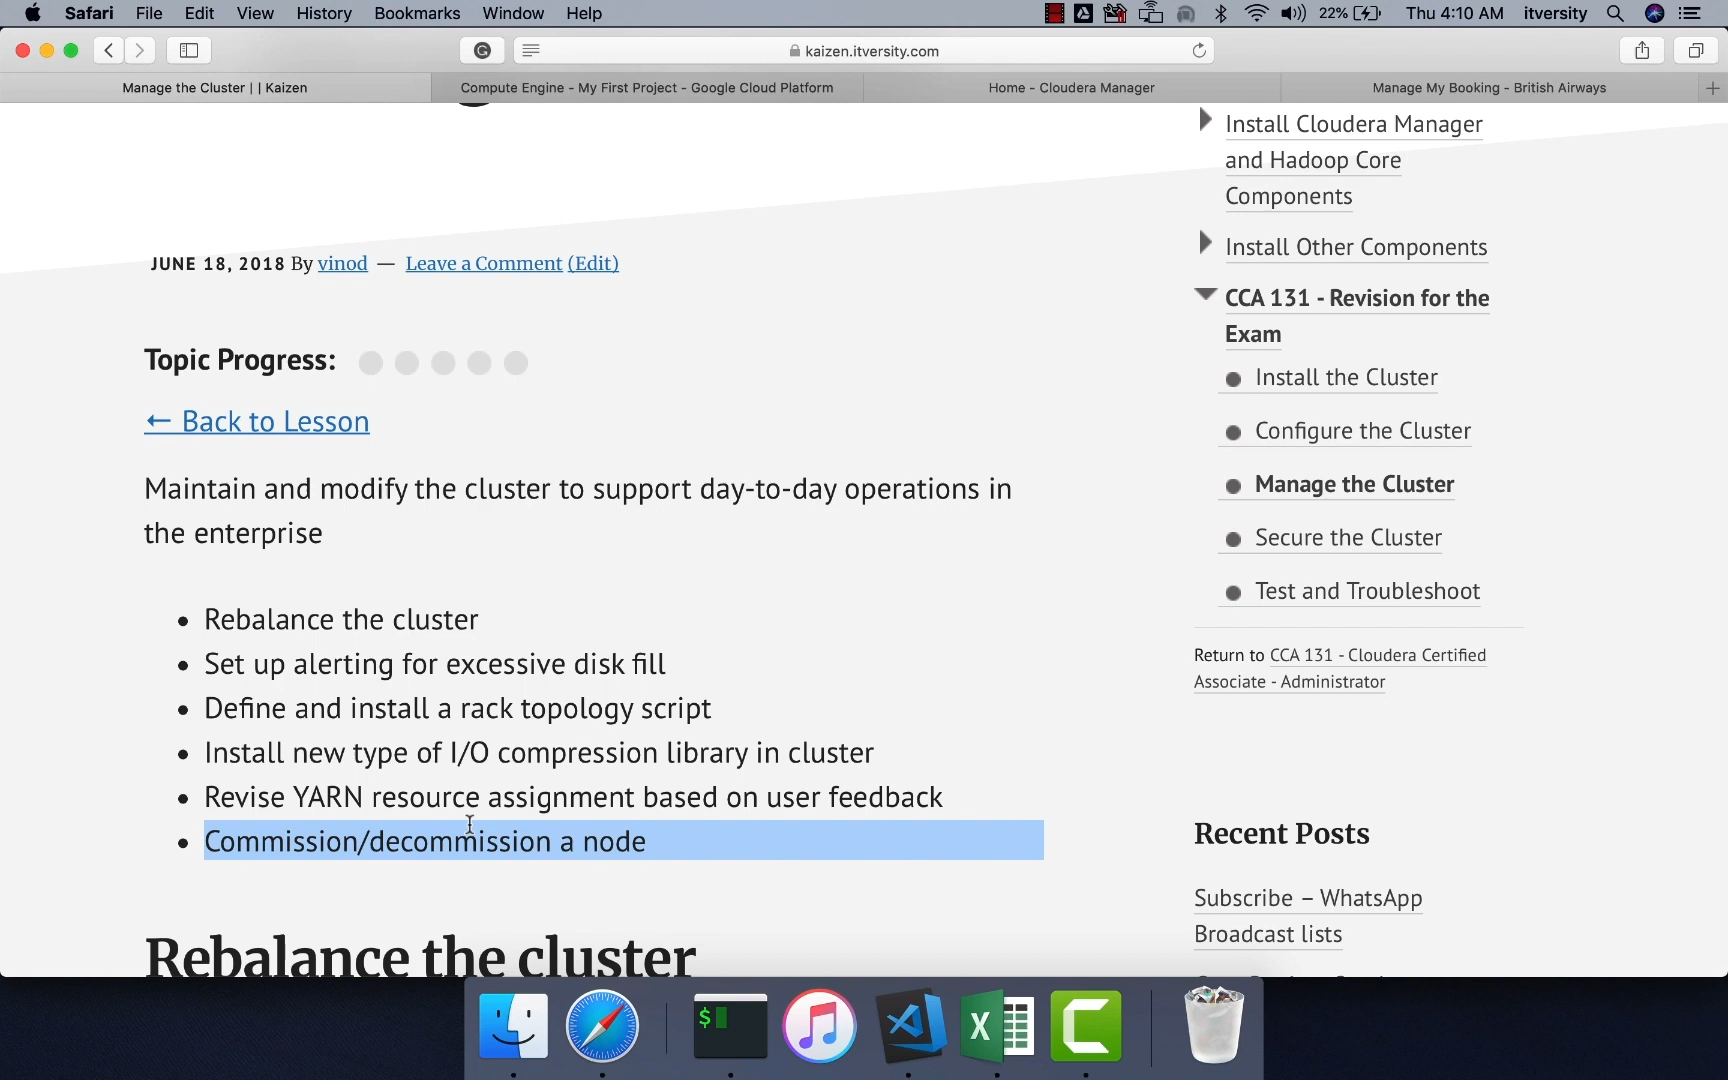 Safari File Edit View History Bookmarks Window Help 22% Thu 4:10 AM itversity
kaizen.itversity.com
Manage the Cluster | | Kaizen
Compute Engine - My First Project - Google Cloud Platform
Home - Cloudera Manager
Manage My Booking - British Airways
JUNE 18, 2018 By vinod — Leave a Comment (Edit)
Topic Progress:
← Back to Lesson
Maintain and modify the cluster to support day-to-day operations in
the enterprise
• Rebalance the cluster
• Set up alerting for excessive disk fill
• Define and install a rack topology script
• Install new type of I/O compression library in cluster
• Revise YARN resource assignment based on user feedback
• Commission/decommission a node
Rebalance the cluster
Install Cloudera Manager
and Hadoop Core
Components
Install Other Components
CCA 131 - Revision for the
Exam
Install the Cluster
Configure the Cluster
Manage the Cluster
Secure the Cluster
Test and Troubleshoot
Return to CCA 131 - Cloudera Certified
Associate - Administrator
Recent Posts
Subscribe – WhatsApp
Broadcast lists
$
X
C